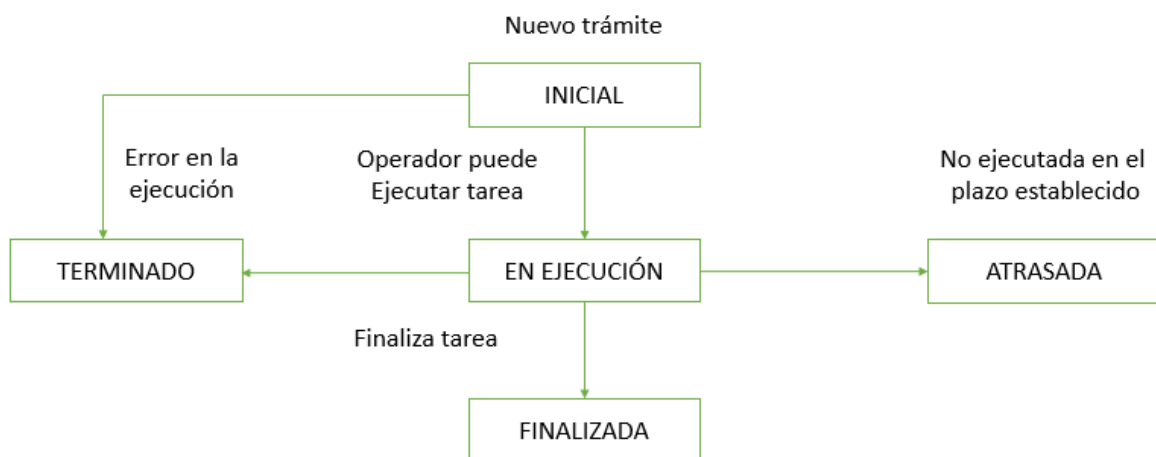 Nuevo trámite
INICIAL
Error en la
ejecución
Operador puede
Ejecutar tarea
No ejecutada en el
plazo establecido
TERMINADO
EN EJECUCIÓN
ATRASADA
Finaliza tarea
FINALIZADA